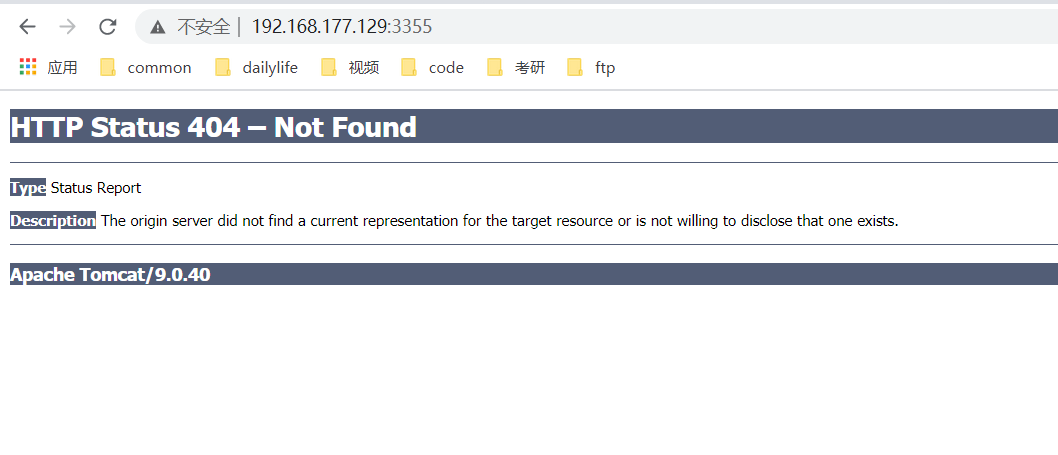 不安全 | 192.168.177.129:3355
应用 common dailylife 视频 code 考研 ftp
HTTP Status 404 – Not Found
Type Status Report
Description The origin server did not find a current representation for the target resource or is not willing to disclose that one exists.
Apache Tomcat/9.0.40